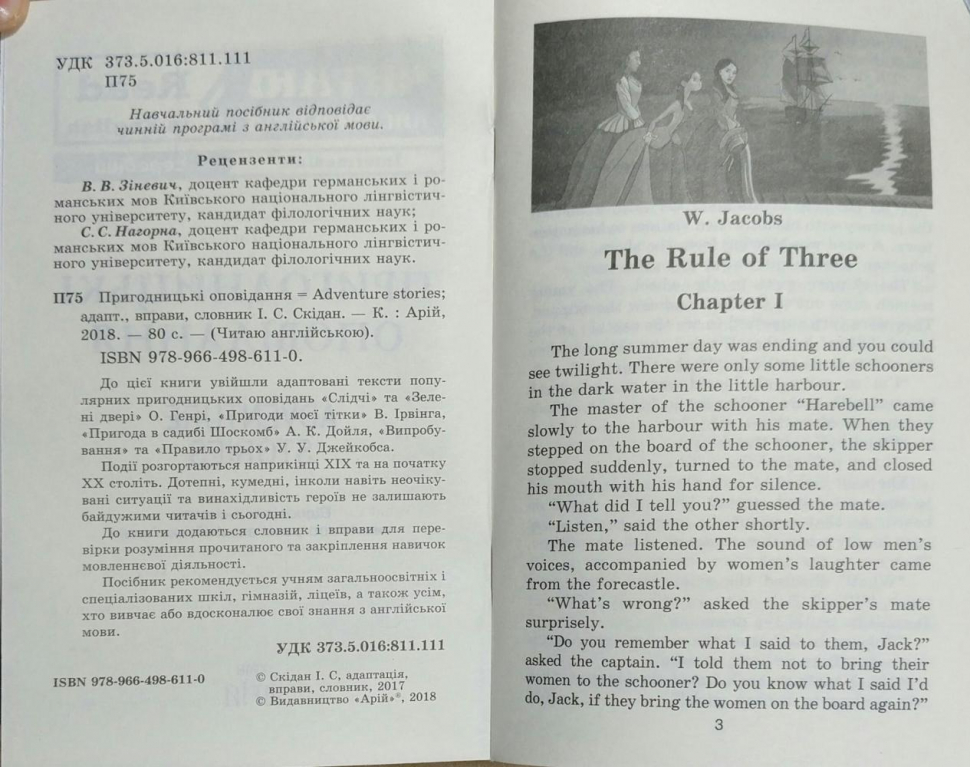 УДК 373.5.016:811.111
П75
Навчальний посібник відповідає
чинній програмі з англійської мови.
Рецензенти:
В. В. Зіневич, доцент кафедри германських і ро-
манських мов Київського національного лінгвістич-
ного університету, кандидат філологічних наук;
С. С. Нагорна, доцент кафедри германських і ро-
манських мов Київського національного лінгвістич-
ного університету, кандидат філологічних наук.
П75 Пригодницькі оповідання = Adventure stories;
адапт., вправи, словник І. С. Скідан. — К. : Арій,
2018. — 80 с. — (Читаю англійською).
ISBN 978-966-498-611-0.
До цієї книги увійшли адаптовані тексти попу-
лярних пригодницьких оповідань «Слідчі» та «Зеле-
ні двері» О. Генрі, «Пригоди моєї тітки» В. Ірвінга,
«Пригода в садибі Шоскомб» А. К. Дойля, «Випробу-
вання» та «Правило трьох» У. У. Джейкобса.
Події розгортаються наприкінці XIX та на початку
XX століть. Дотепні, кумедні, інколи навіть неочіку-
вані ситуації та винахідливість героїв не залишають
байдужими читачів і сьогодні.
До книги додаються словник і вправи для пере-
вірки розуміння прочитаного та закріплення навичок
мовленнєвої діяльності.
Посібник рекомендується учням загальноосвітніх і
спеціалізованих шкіл, гімназій, ліцеїв, а також усім,
хто вивчає або вдосконалює свої знання з англійської
мови.
УДК 373.5.016:811.111
ISBN 978-966-498-611-0
© Скідан І. С, адаптація,
вправи, словник, 2017
© Видавництво «Арій»®, 2018
W. Jacobs
The Rule of Three
Chapter I
The long summer day was ending and you could
see twilight. There were only some little schooners
in the dark water in the little harbour.
The master of the schooner “Harebell” came
slowly to the harbour with his mate. When they
stepped on the board of the schooner, the skipper
stopped suddenly, turned to the mate, and closed
his mouth with his hand for silence.
“What did I tell you?” guessed the mate.
“Listen,” said the other shortly.
The mate listened. The sound of low men’s
voices, accompanied by women’s laughter came
from the forecastle.
“What’s wrong?” asked the skipper’s mate
surprisely.
“Do you remember what I said to them, Jack?”
asked the captain. “I told them not to bring their
women to the schooner? Do you know what I said I’d
do, Jack, if they bring the women on the board again?”
3